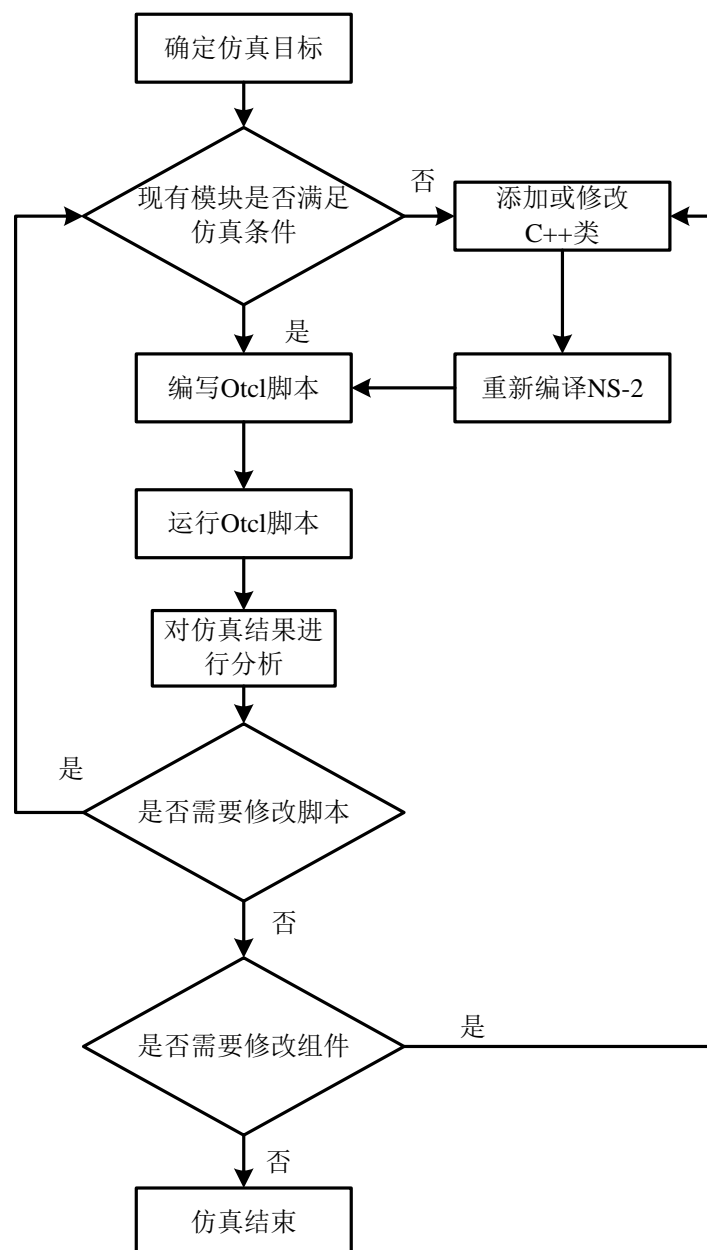 确定仿真目标
现有模块是否满足
仿真条件
否
添加或修改
C++类
是
编写Otcl脚本
重新编译NS-2
运行Otcl脚本
对仿真结果进
行分析
是
是否需要修改脚本
否
是否需要修改组件
是
否
仿真结束